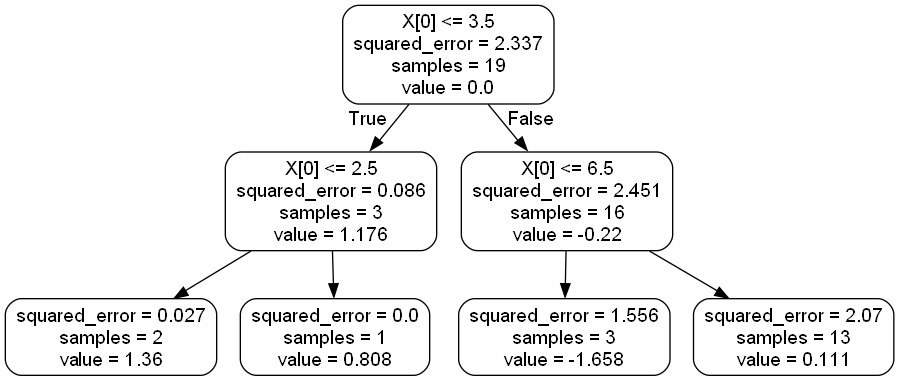 X[0] <= 3.5
squared_error = 2.337
samples = 19
value = 0.0
True
False
X[0] <= 2.5
squared_error = 0.086
samples = 3
value = 1.176
X[0] <= 6.5
squared_error = 2.451
samples = 16
value = -0.22
squared_error = 0.027
samples = 2
value = 1.36
squared_error = 0.0
samples = 1
value = 0.808
squared_error = 1.556
samples = 3
value = -1.658
squared_error = 2.07
samples = 13
value = 0.111